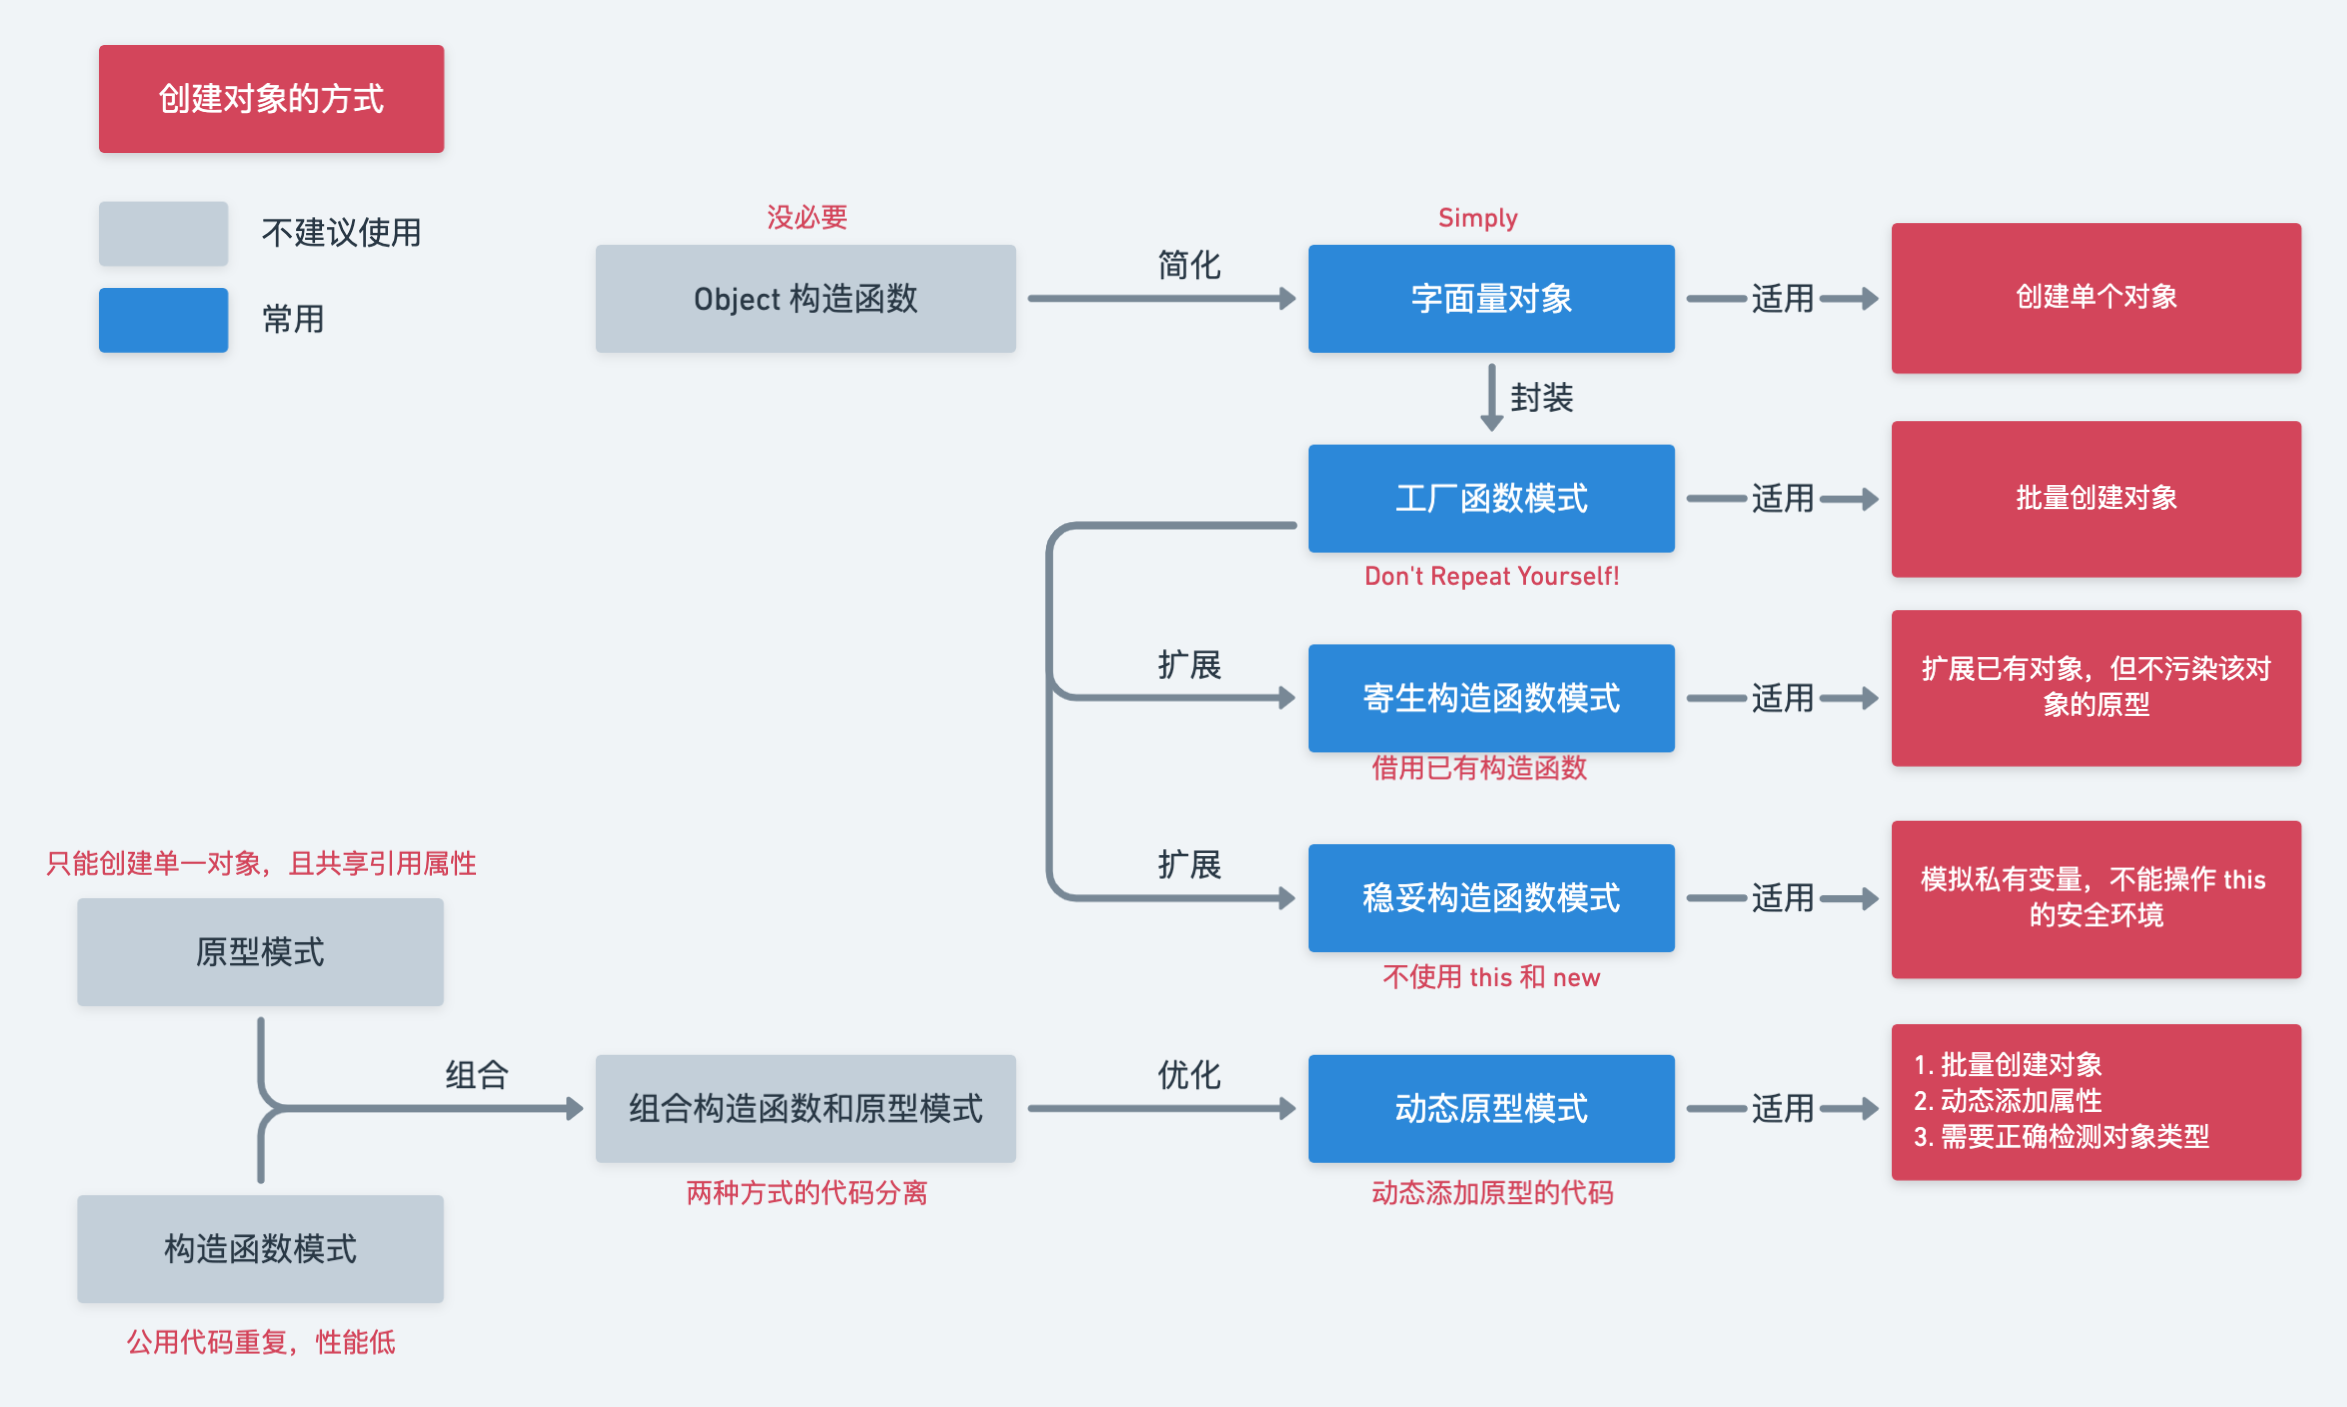 创建对象的方式
不建议使用
常用
没必要
Object 构造函数
简化
Simply
字面量对象
适用
创建单个对象
封装
工厂函数模式
适用
批量创建对象
Don't Repeat Yourself!
扩展
寄生构造函数模式
适用
扩展已有对象，但不污染该对
象的原型
借用已有构造函数
扩展
稳妥构造函数模式
适用
模拟私有变量，不能操作 this
的安全环境
不使用 this 和 new
只能创建单一对象，且共享引用属性
原型模式
组合
构造函数模式
公用代码重复，性能低
组合构造函数和原型模式
两种方式的代码分离
优化
动态原型模式
动态添加原型的代码
适用
1. 批量创建对象
2. 动态添加属性
3. 需要正确检测对象类型